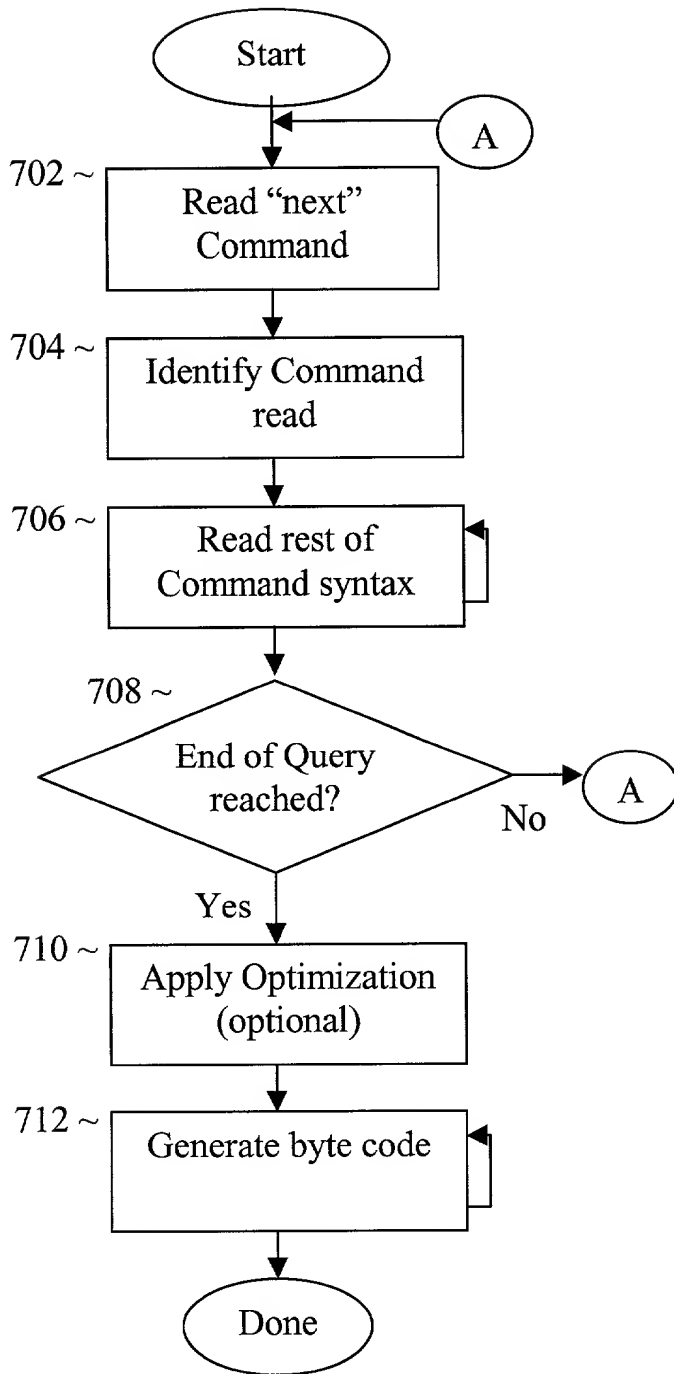 Start
A
702 ~
Read “next”
Command
704 ~
Identify Command
read
706 ~
Read rest of
Command syntax
708 ~
End of Query
reached?
A
No
Yes
710 ~
Apply Optimization
(optional)
712 ~
Generate byte code
Done